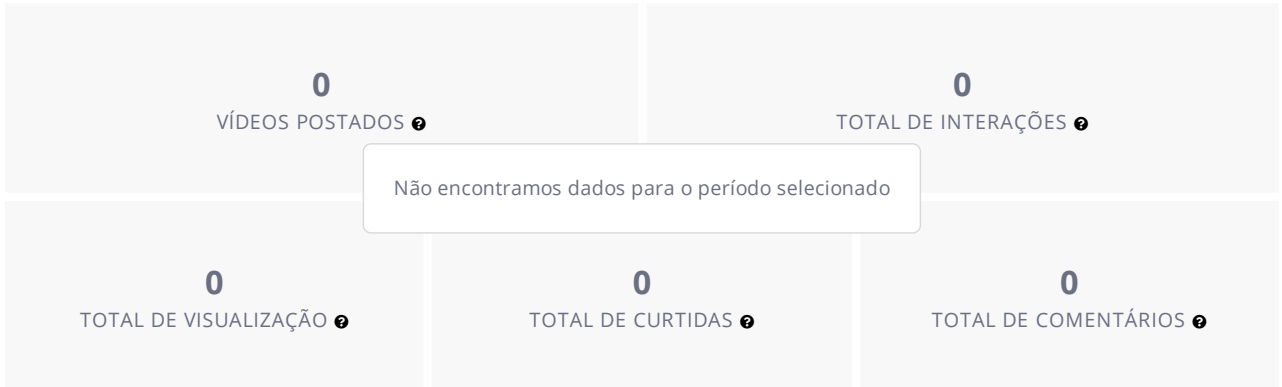 0
VÍDEOS POSTADOS
0
TOTAL DE INTERAÇÕES
Não encontramos dados para o período selecionado
0
TOTAL DE VISUALIZAÇÃO
0
TOTAL DE CURTIDAS
0
TOTAL DE COMENTÁRIOS